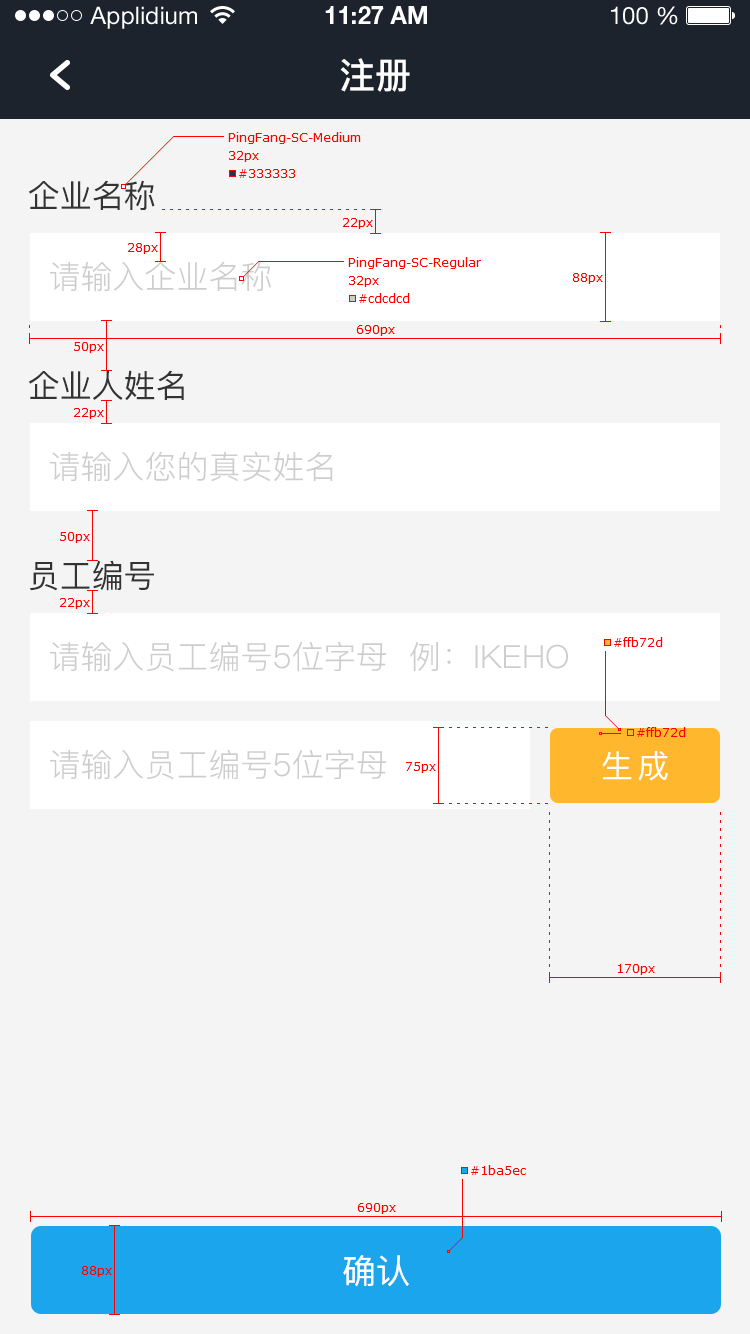 Applidium 11:27 AM 100 %
注册
PingFang-SC-Medium
32px
#333333
企业名称
22px
28px
请输入企业名称
PingFang-SC-Regular
32px
#cdcdcd
88px
690px
50px
企业人姓名
22px
请输入您的真实姓名
50px
员工编号
22px
请输入员工编号5位字母 例：IKEHO
#ffb72d
#ffb72d
请输入员工编号5位字母
75px
生成
170px
#1ba5ec
690px
88px
确认